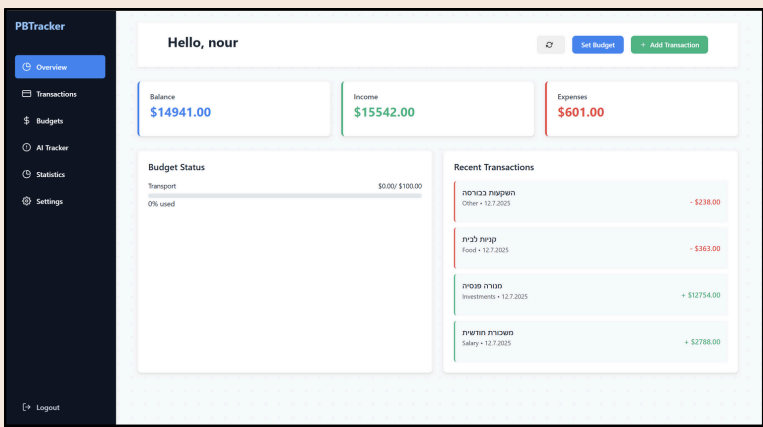 PBTracker
Overview
Transactions
Budgets
AI Tracker
Statistics
Settings
Logout
Hello, nour
Set Budget
+ Add Transaction
Balance
$14941.00
Income
$15542.00
Expenses
$601.00
Budget Status
Transport $0.00/ $100.00
0% used
Recent Transactions
השקעות בבורסה
Other • 12.7.2025 - $238.00
קניות לבית
Food • 12.7.2025 - $363.00
מנורה פנסיה
Investments • 12.7.2025 + $12754.00
משכורת חודשית
Salary • 12.7.2025 + $2788.00